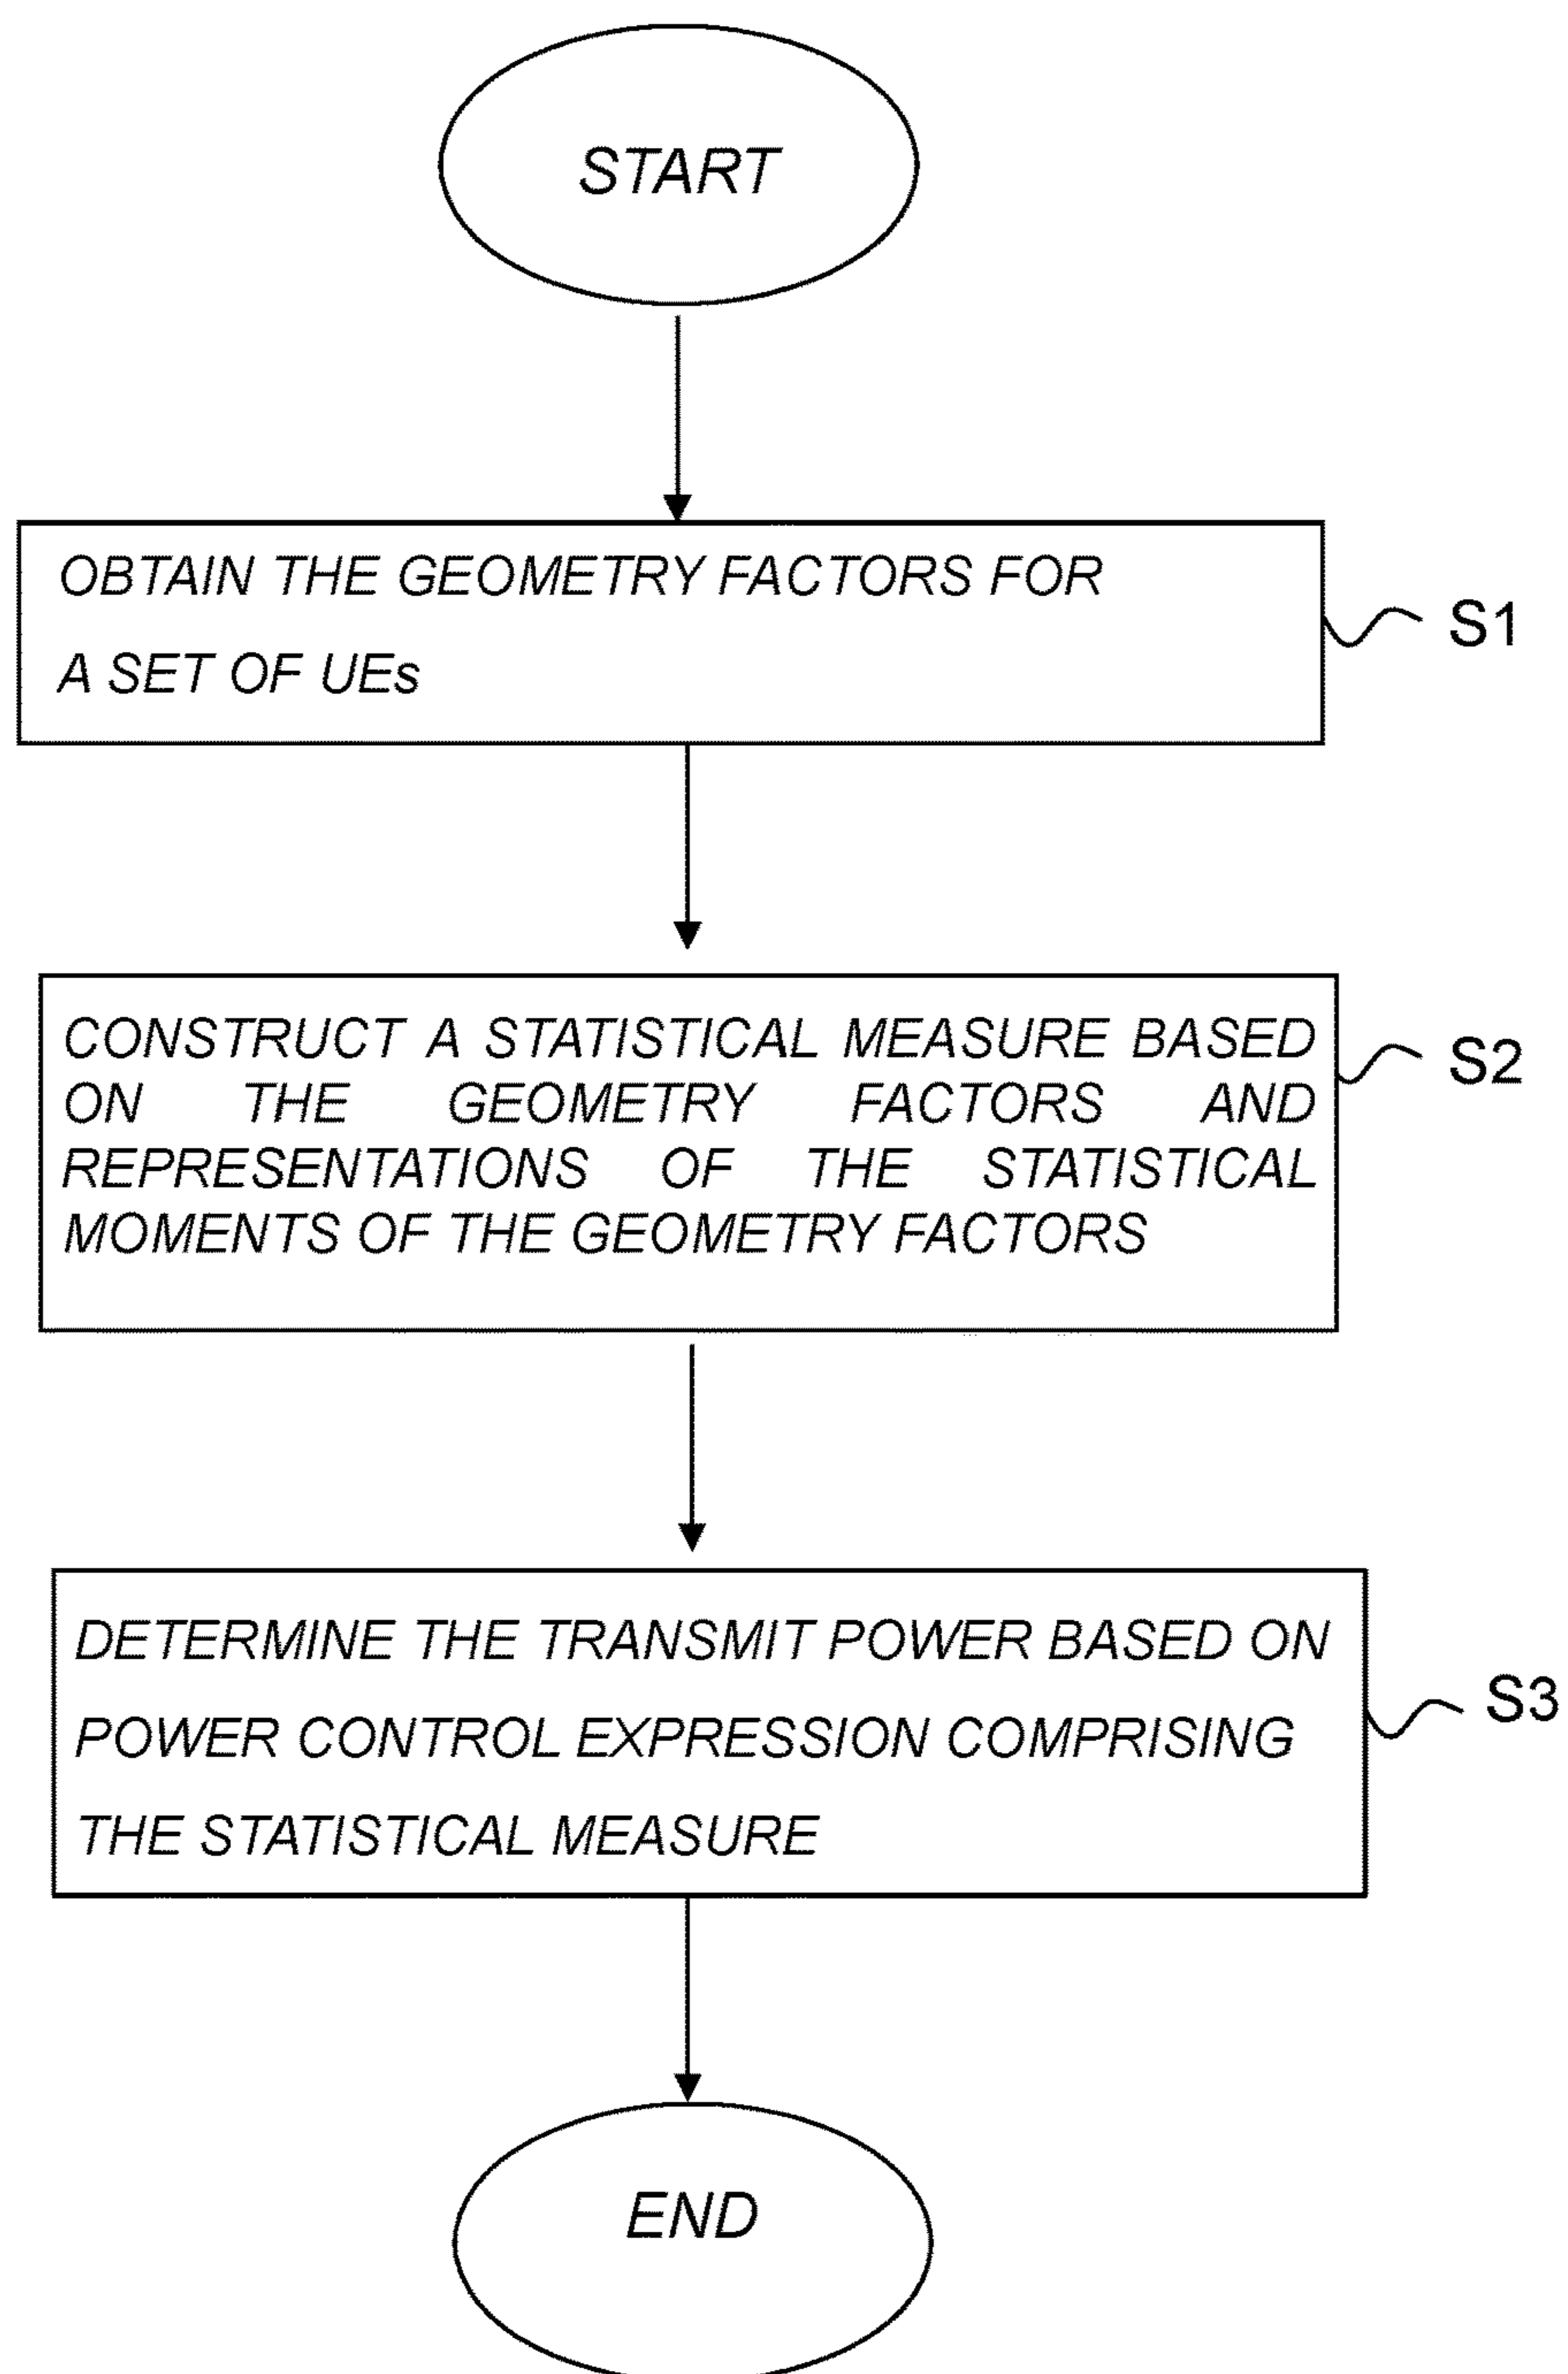 START
OBTAIN THE GEOMETRY FACTORS FOR
A SET OF UEs
S1
CONSTRUCT A STATISTICAL MEASURE BASED
ON THE GEOMETRY FACTORS AND
REPRESENTATIONS OF THE STATISTICAL
MOMENTS OF THE GEOMETRY FACTORS
S2
DETERMINE THE TRANSMIT POWER BASED ON
POWER CONTROL EXPRESSION COMPRISING
THE STATISTICAL MEASURE
S3
END